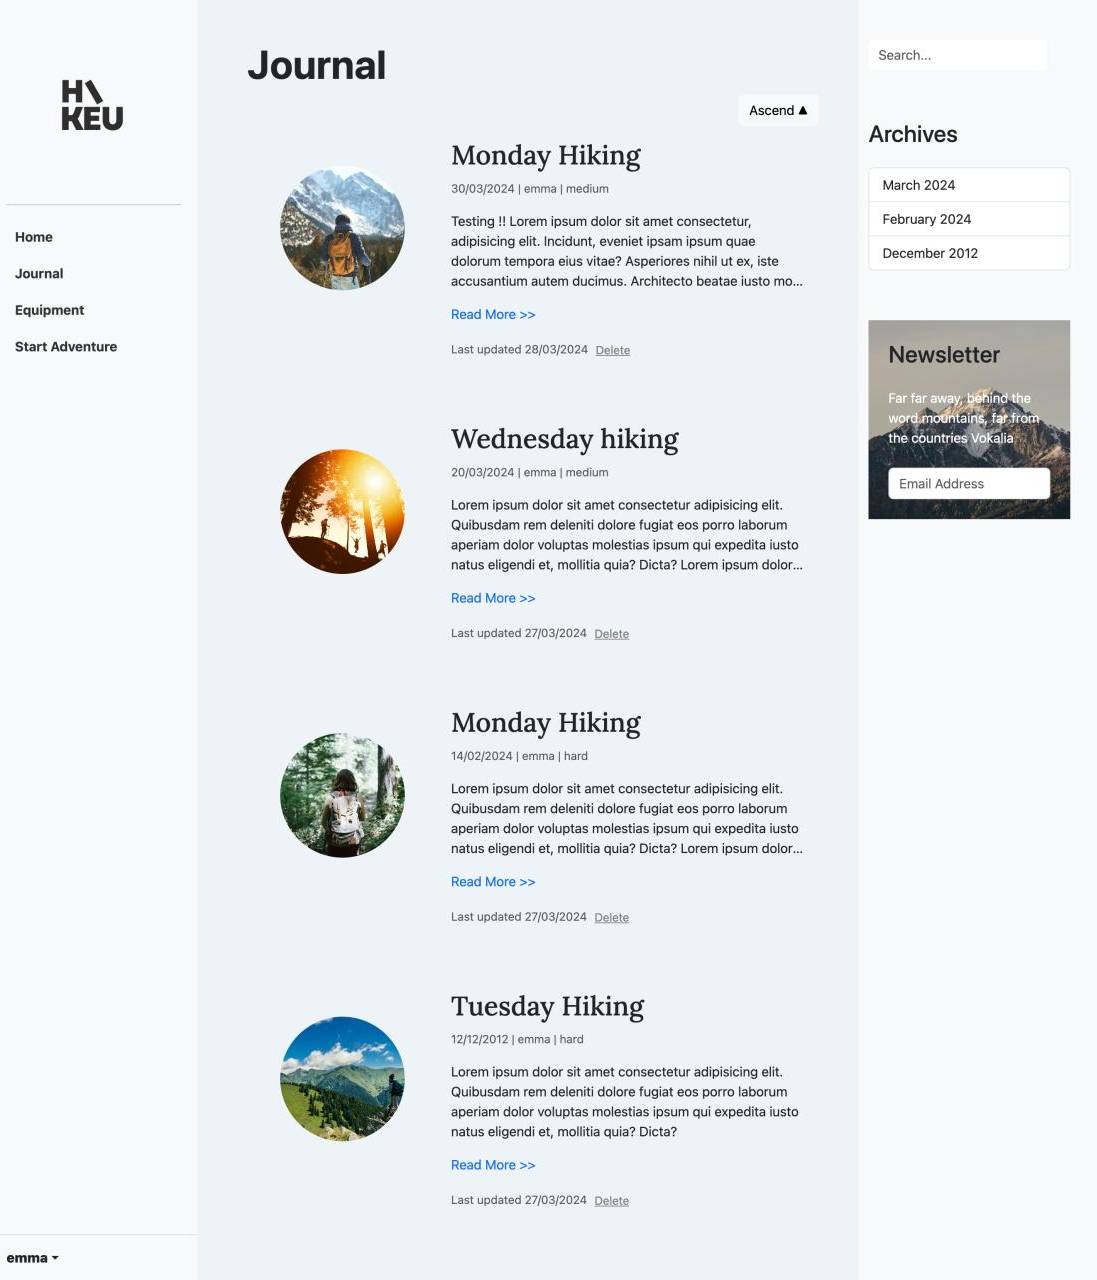 H\
KEU
Home
Journal
Equipment
Start Adventure
emma
Journal
Ascend ▲
Monday Hiking
30/03/2024 | emma | medium
Testing !! Lorem ipsum dolor sit amet consectetur,
adipisicing elit. Incidunt, eveniet ipsam ipsum quae
dolorum tempora eius vitae? Asperiores nihil ut ex, iste
accusantium autem ducimus. Architecto beatae iusto mo...
Read More >>
Last updated 28/03/2024 Delete
Wednesday hiking
20/03/2024 | emma | medium
Lorem ipsum dolor sit amet consectetur adipisicing elit.
Quibusdam rem deleniti dolore fugiat eos porro laborum
aperiam dolor voluptas molestias ipsum qui expedita iusto
natus eligendi et, mollitia quia? Dicta? Lorem ipsum dolor...
Read More >>
Last updated 27/03/2024 Delete
Monday Hiking
14/02/2024 | emma | hard
Lorem ipsum dolor sit amet consectetur adipisicing elit.
Quibusdam rem deleniti dolore fugiat eos porro laborum
aperiam dolor voluptas molestias ipsum qui expedita iusto
natus eligendi et, mollitia quia? Dicta? Lorem ipsum dolor...
Read More >>
Last updated 27/03/2024 Delete
Tuesday Hiking
12/12/2012 | emma | hard
Lorem ipsum dolor sit amet consectetur adipisicing elit.
Quibusdam rem deleniti dolore fugiat eos porro laborum
aperiam dolor voluptas molestias ipsum qui expedita iusto
natus eligendi et, mollitia quia? Dicta?
Read More >>
Last updated 27/03/2024 Delete
Search...
Archives
March 2024
February 2024
December 2012
Newsletter
Far far away, behind the
word mountains, far from
the countries Vokalia
Email Address